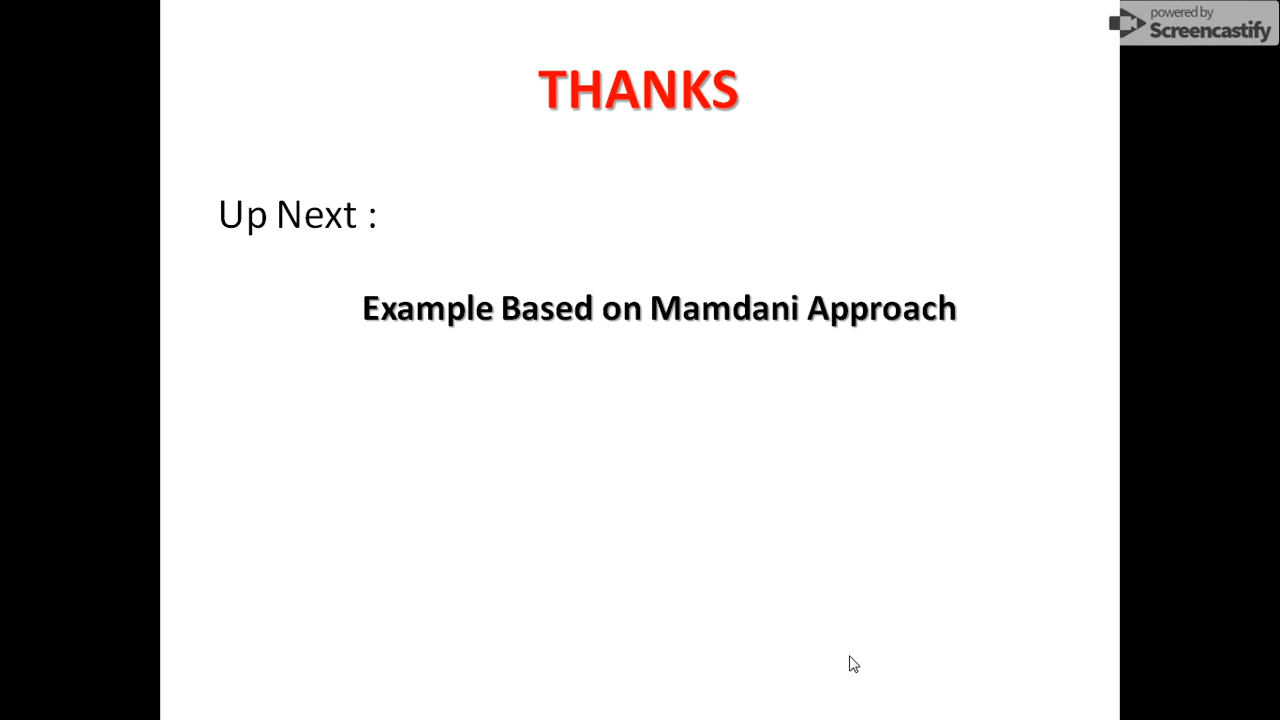 powered by
Screencastify
THANKS
Up Next :
Example Based on Mamdani Approach